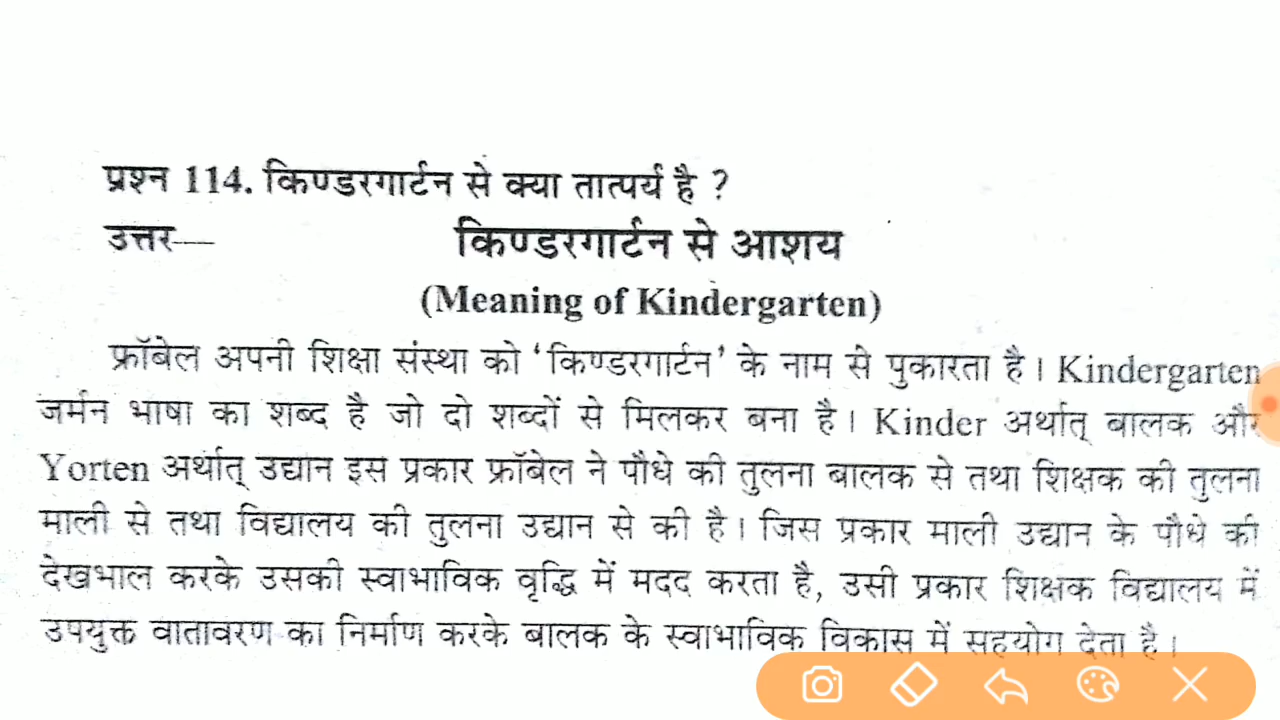 प्रश्न 114. किण्डरगार्टन से क्या तात्पर्य है ?
उत्तर— किण्डरगार्टन से आशय
(Meaning of Kindergarten)
फ्रॉबेल अपनी शिक्षा संस्था को ‘किण्डरगार्टन’ के नाम से पुकारता है। Kindergarten
जर्मन भाषा का शब्द है जो दो शब्दों से मिलकर बना है। Kinder अर्थात् बालक और
Yorten अर्थात् उद्यान इस प्रकार फ्रॉबेल ने पौधे की तुलना बालक से तथा शिक्षक की तुलना
माली से तथा विद्यालय की तुलना उद्यान से की है। जिस प्रकार माली उद्यान के पौधे की
देखभाल करके उसकी स्वाभाविक वृद्धि में मदद करता है, उसी प्रकार शिक्षक विद्यालय में
उपयुक्त वातावरण का निर्माण करके बालक के स्वाभाविक विकास में सहयोग देता है।